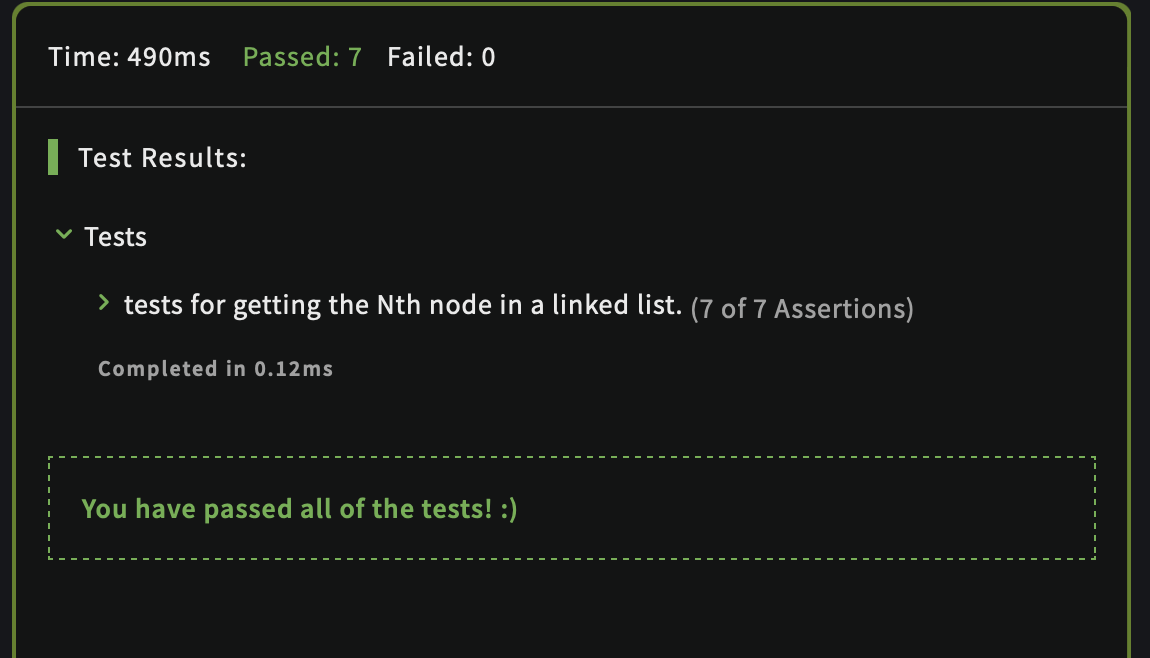 Time: 490ms Passed: 7 Failed: 0
Test Results:
Tests
tests for getting the Nth node in a linked list. (7 of 7 Assertions)
Completed in 0.12ms
You have passed all of the tests! :)